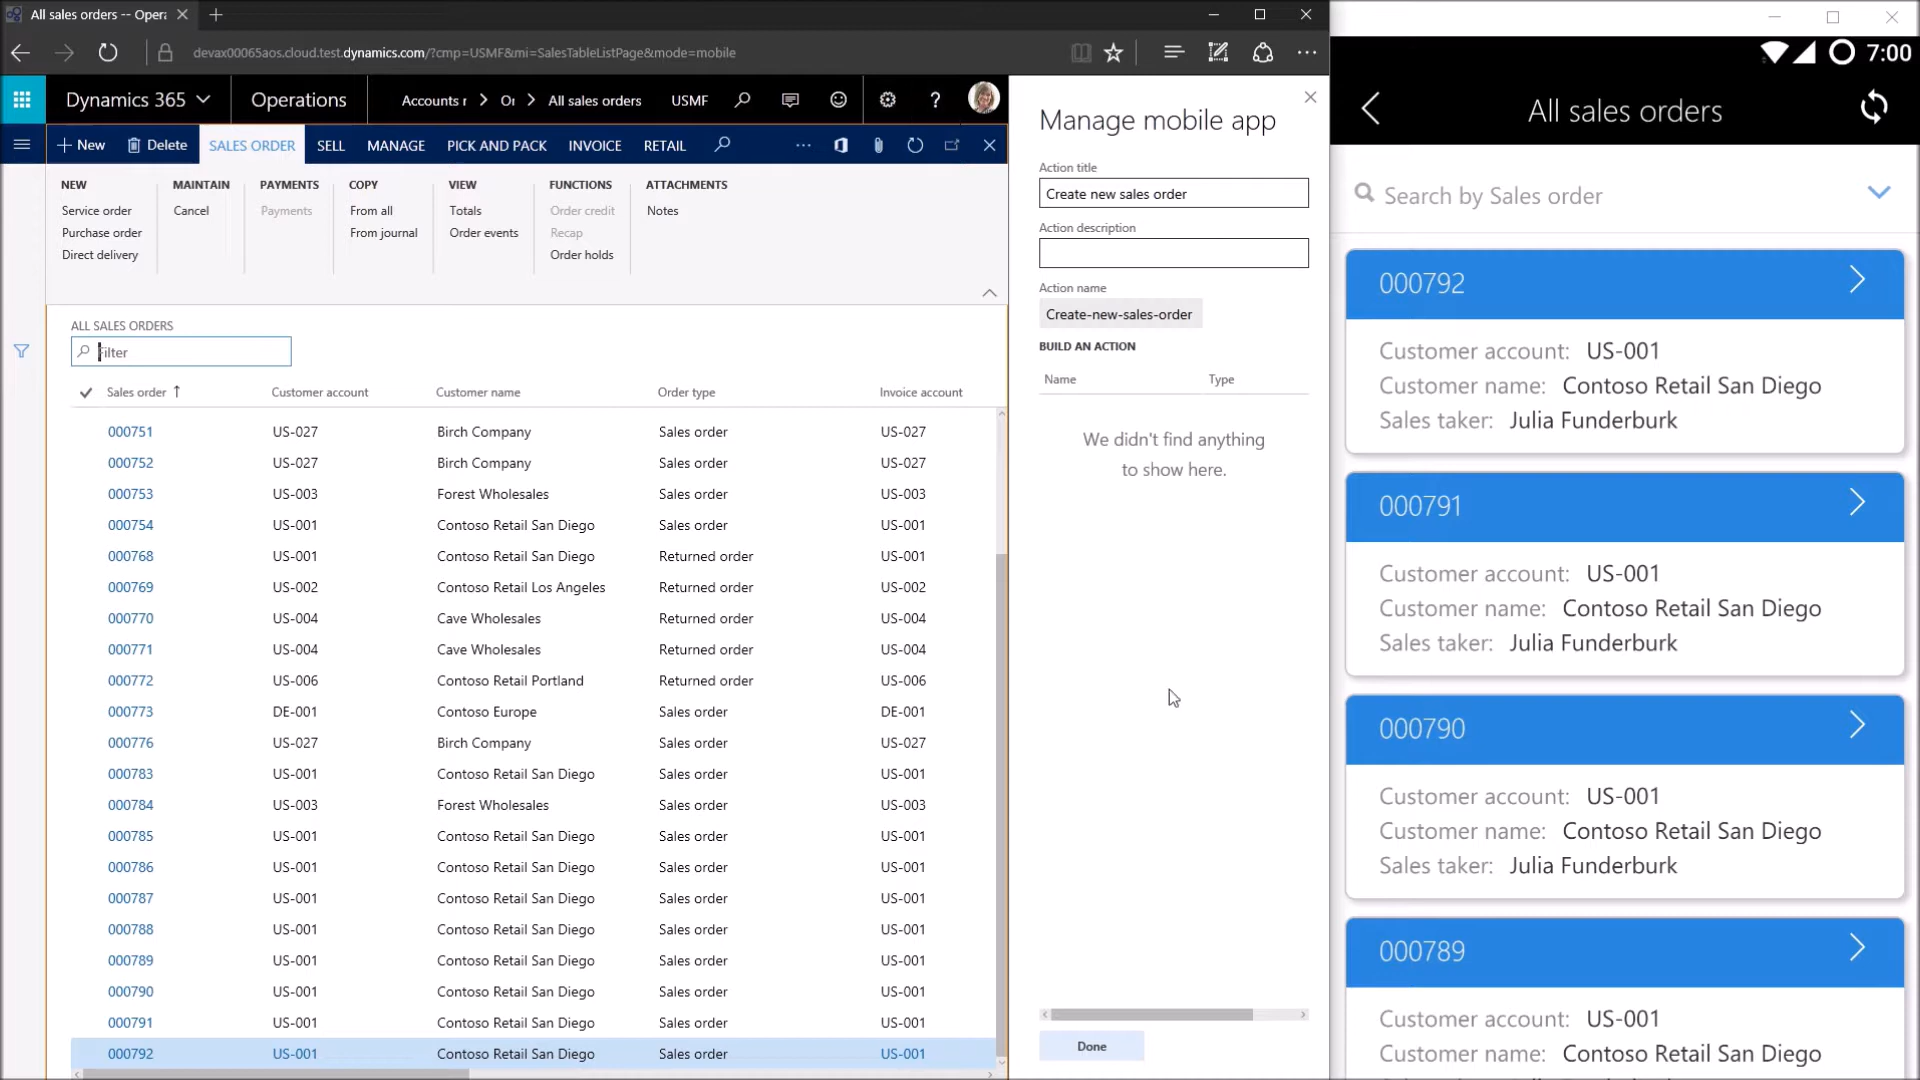 All sales orders -- Opera
devax00065aos.cloud.test.dynamics.com/?cmp=USMF&mi=SalesTableListPage&mode=mobile
Dynamics 365
Operations
Accounts r > Or > All sales orders
USMF
?
+ New
Delete
SALES ORDER
SELL
MANAGE
PICK AND PACK
INVOICE
RETAIL
NEW
Service order
Purchase order
Direct delivery
MAINTAIN
Cancel
PAYMENTS
Payments
COPY
From all
From journal
VIEW
Totals
Order events
FUNCTIONS
Order credit
Recap
Order holds
ATTACHMENTS
Notes
ALL SALES ORDERS
Filter
Sales order Customer account Customer name Order type Invoice account
000751 US-027 Birch Company Sales order US-027
000752 US-027 Birch Company Sales order US-027
000753 US-003 Forest Wholesales Sales order US-003
000754 US-001 Contoso Retail San Diego Sales order US-001
000768 US-001 Contoso Retail San Diego Returned order US-001
000769 US-002 Contoso Retail Los Angeles Returned order US-002
000770 US-004 Cave Wholesales Returned order US-004
000771 US-004 Cave Wholesales Returned order US-004
000772 US-006 Contoso Retail Portland Returned order US-006
000773 DE-001 Contoso Europe Sales order DE-001
000776 US-027 Birch Company Sales order US-027
000783 US-001 Contoso Retail San Diego Sales order US-001
000784 US-003 Forest Wholesales Sales order US-003
000785 US-001 Contoso Retail San Diego Sales order US-001
000786 US-001 Contoso Retail San Diego Sales order US-001
000787 US-001 Contoso Retail San Diego Sales order US-001
000788 US-001 Contoso Retail San Diego Sales order US-001
000789 US-001 Contoso Retail San Diego Sales order US-001
000790 US-001 Contoso Retail San Diego Sales order US-001
000791 US-001 Contoso Retail San Diego Sales order US-001
000792 US-001 Contoso Retail San Diego Sales order US-001
Manage mobile app
Action title
Create new sales order
Action description
Action name
Create-new-sales-order
BUILD AN ACTION
Name Type
We didn't find anything
to show here.
Done
7:00
All sales orders
Search by Sales order
000792
Customer account: US-001
Customer name: Contoso Retail San Diego
Sales taker: Julia Funderburk
000791
Customer account: US-001
Customer name: Contoso Retail San Diego
Sales taker: Julia Funderburk
000790
Customer account: US-001
Customer name: Contoso Retail San Diego
Sales taker: Julia Funderburk
000789
Customer account: US-001
Customer name: Contoso Retail San Diego